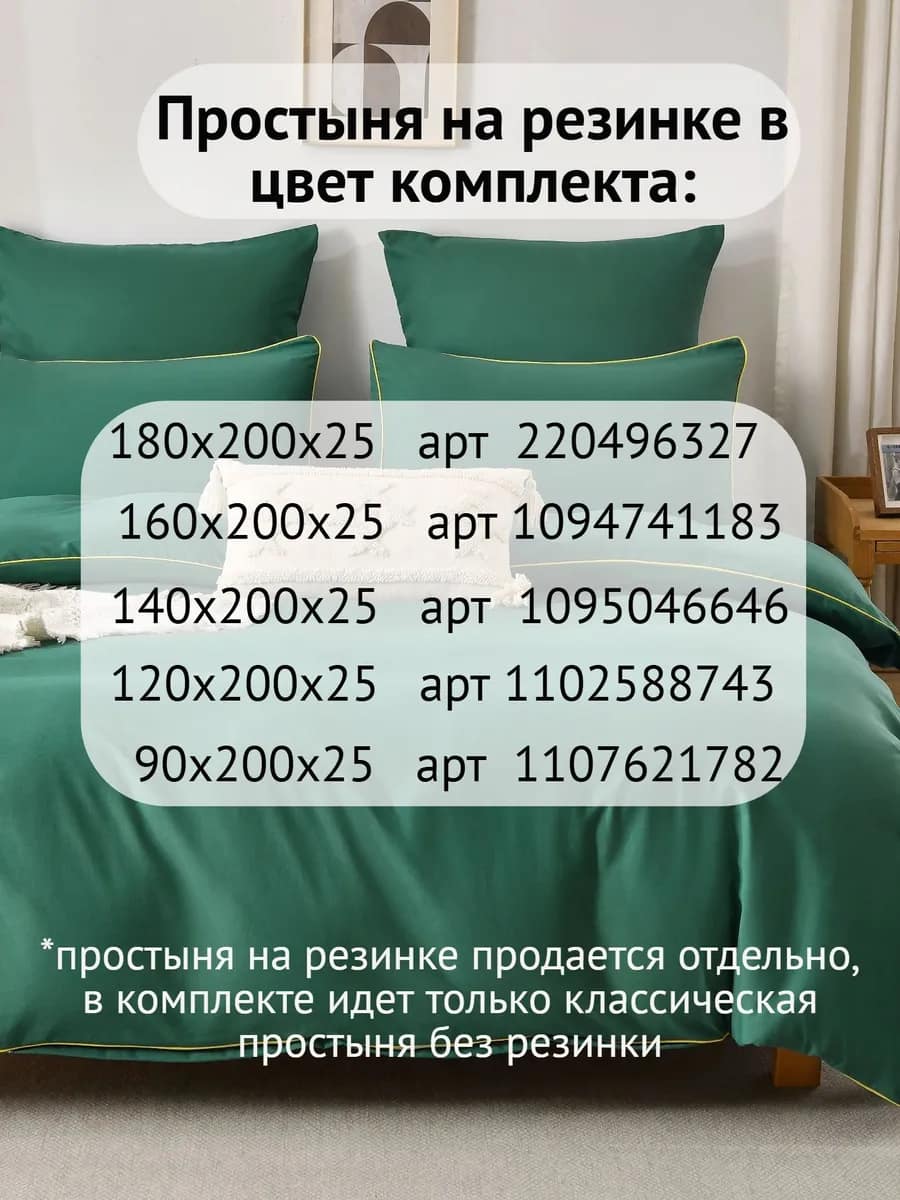 Простыня на резинке в
цвет комплекта:
180x200x25 арт 220496327
160x200x25 арт 1094741183
140x200x25 арт 1095046646
120x200x25 арт 1102588743
90x200x25 арт 1107621782
*простыня на резинке продается отдельно,
в комплекте идет только классическая
простыня без резинки